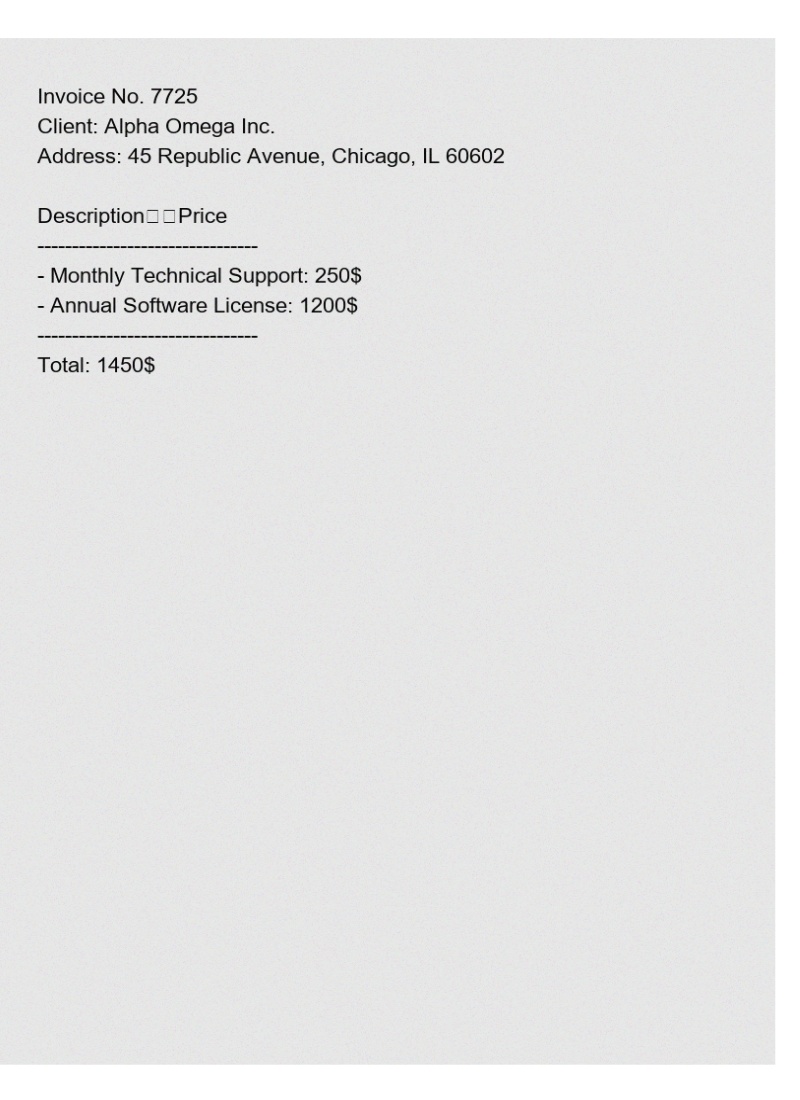 Invoice No. 7725
Client: Alpha Omega Inc.
Address: 45 Republic Avenue, Chicago, IL 60602
Description□□Price
--------------------------------
- Monthly Technical Support: 250$
- Annual Software License: 1200$
--------------------------------
Total: 1450$